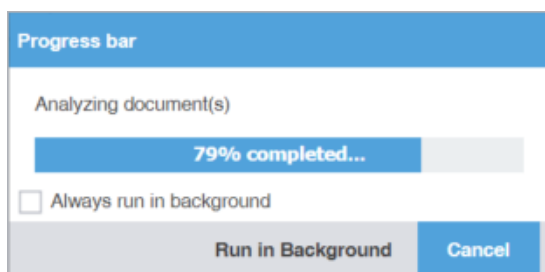 Progress bar
Analyzing document(s)
79% completed...
Always run in background
Run in Background Cancel